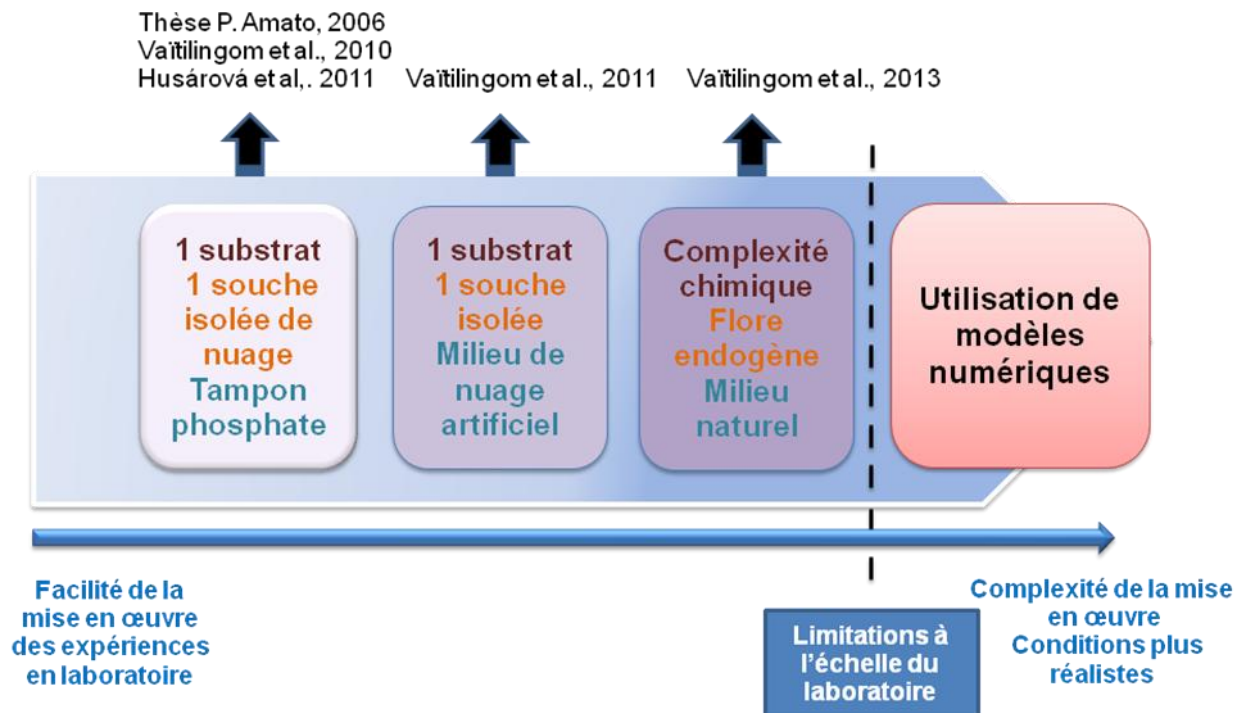 Thèse P. Amato, 2006
Vaïtilingom et al., 2010
Husárová et al,. 2011
Vaïtilingom et al., 2011
Vaïtilingom et al., 2013
1 substrat
1 souche
isolée de
nuage
Tampon
phosphate
1 substrat
1 souche
isolée
Milieu de
nuage
artificiel
Complexité
chimique
Flore
endogène
Milieu
naturel
Utilisation de
modèles
numériques
Facilité de la
mise en œuvre
des expériences
en laboratoire
Limitations à
l'échelle du
laboratoire
Complexité de la mise
en œuvre
Conditions plus
réalistes